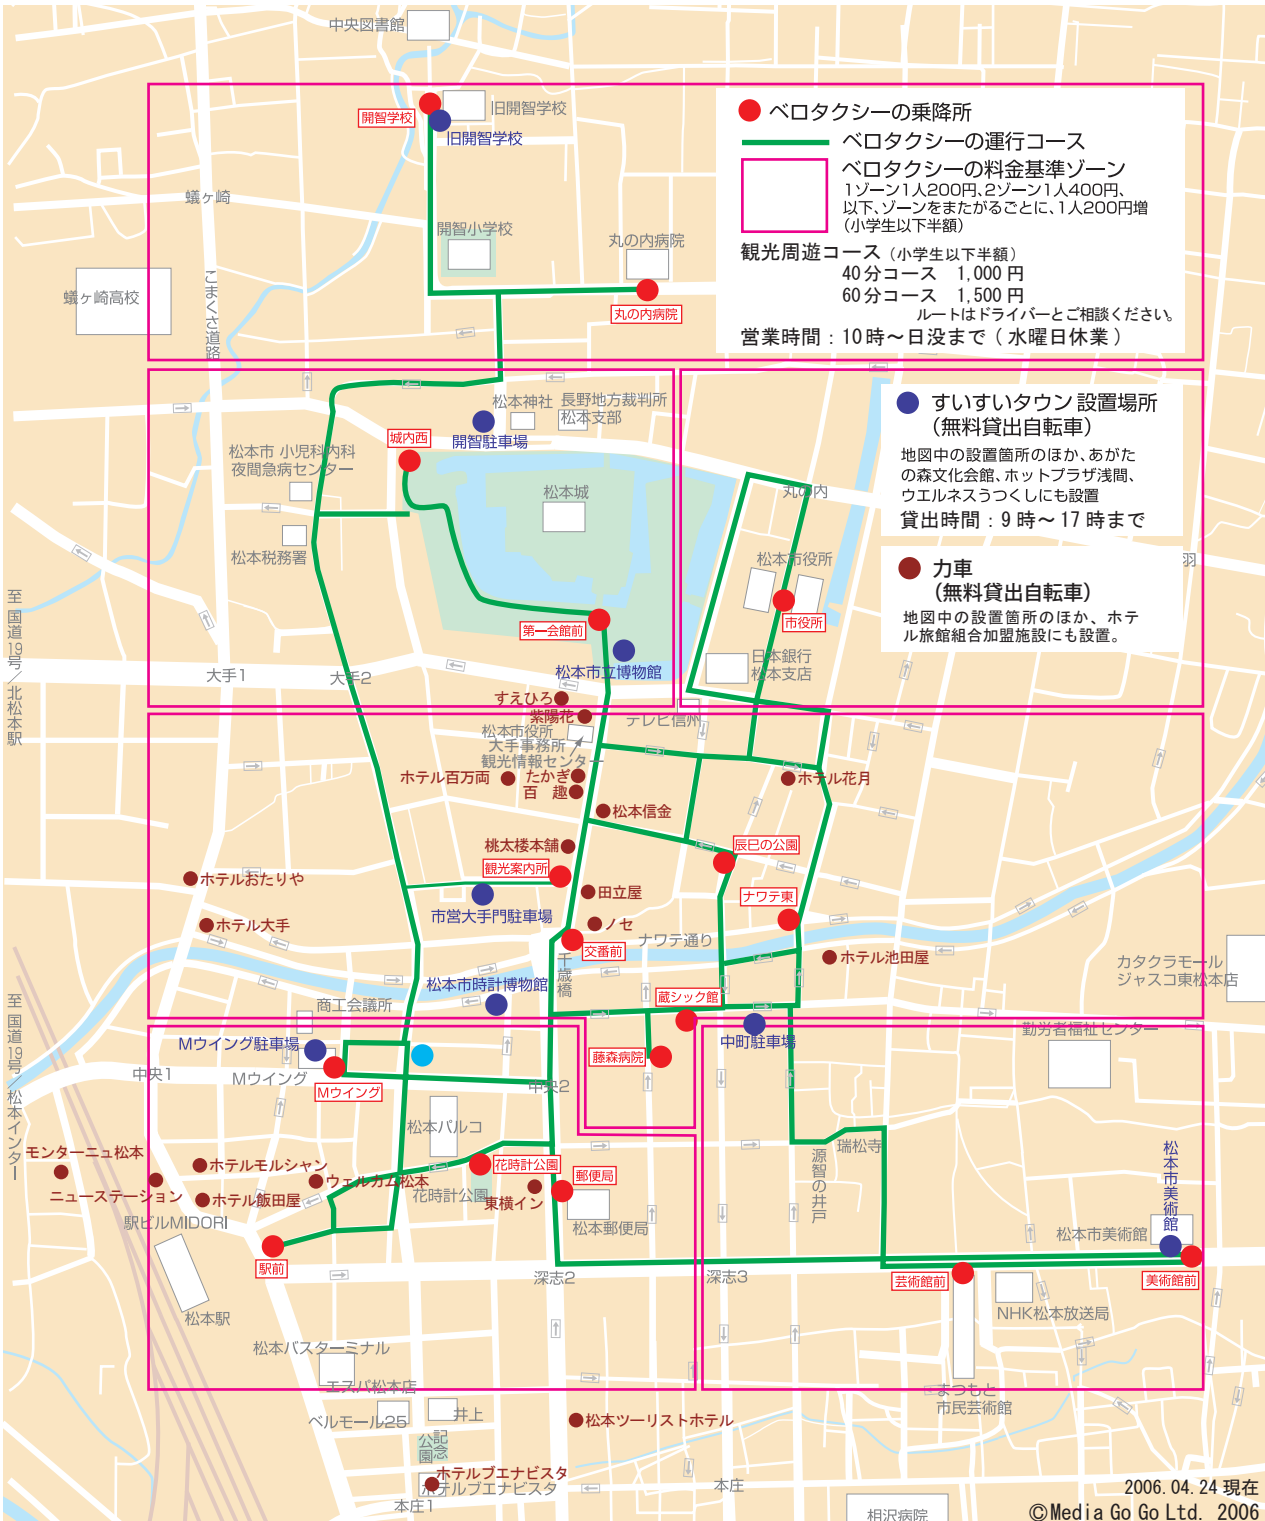 中央図書館
開智学校
旧開智学校
旧開智学校
ベロタクシーの乗降所
ベロタクシーの運行コース
ベロタクシーの料金基準ゾーン
1ゾーン1人200円、2ゾーン1人400円、
以下、ゾーンをまたがるごとに、1人200円増
(小学生以下半額)
観光周遊コース (小学生以下半額)
40分コース 1,000円
60分コース 1,500円
ルートはドライバーとご相談ください。
営業時間：10時～日没まで(水曜日休業)
蟻ヶ崎
開智小学校
丸の内病院
丸の内病院
蟻ヶ崎高校
こまくさ道路
すいすいタウン設置場所
(無料貸出自転車)
地図中の設置箇所のほか、あがた
の森文化会館、ホットプラザ浅間、
ウエルネスうつくしにも設置
貸出時間：9時～17時まで
力車
(無料貸出自転車)
地図中の設置箇所のほか、ホテ
ル旅館組合加盟施設にも設置。
松本神社
長野地方裁判所
松本支部
開智駐車場
城内西
松本市 小児科内科
夜間急病センター
松本城
丸の内
松本税務署
松本市役所
市役所
羽
至 国道19号／北松本駅
第一会館前
松本市立博物館
日本銀行
松本支店
大手1
大手2
すえひろ
紫陽花
テレビ信州
松本市役所
大手事務所
観光情報センター
ホテル百万両
たかぎ
百 趣
ホテル花月
松本信金
桃太楼本舗
辰巳の公園
観光案内所
ホテルおたりや
市営大手門駐車場
田立屋
ナワテ東
ホテル大手
ノセ
交番前
ナワテ通り
ホテル池田屋
カタクラモール
ジャスコ東松本店
千歳橋
松本市時計博物館
商工会議所
蔵シック館
中町駐車場
勤労者福祉センター
至 国道19号／松本インター
Mウイング駐車場
Mウイング
Mウイング
中央1
中央2
藤森病院
松本パルコ
瑞松寺
源智の井戸
モンターニュ松本
ホテルモルシャン
ニューステーション
ウェルカム松本
ホテル飯田屋
花時計公園
花時計公園
東横イン
郵便局
松本郵便局
松本市美術館
松本市美術館
駅ビルMIDORI
駅前
松本駅
深志2
深志3
芸術館前
美術館前
NHK松本放送局
松本バスターミナル
エスパ松本店
ベルモール25
井上
まつもと
市民芸術館
松本ツーリストホテル
記念公園
ホテルブエナビスタ
ホテルブエナビスタ
本庄1
本庄
相沢病院
2006.04.24 現在
©Media Go Go Ltd. 2006